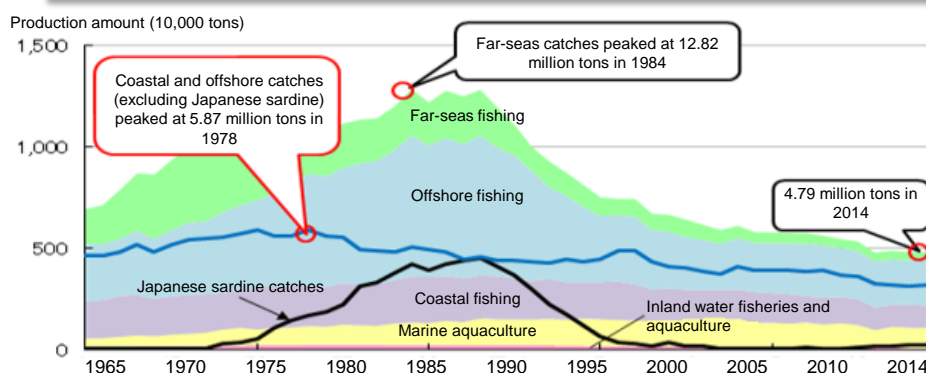 Production amount (10,000 tons)
1,500
1,000
500
0
Coastal and offshore catches
(excluding Japanese sardine)
peaked at 5.87 million tons in
1978
Far-seas catches peaked at 12.82
million tons in 1984
Far-seas fishing
Offshore fishing
4.79 million tons in
2014
Japanese sardine catches
Coastal fishing
Marine aquaculture
Inland water fisheries and
aquaculture
1965 1970 1975 1980 1985 1990 1995 2000 2005 2010 2014